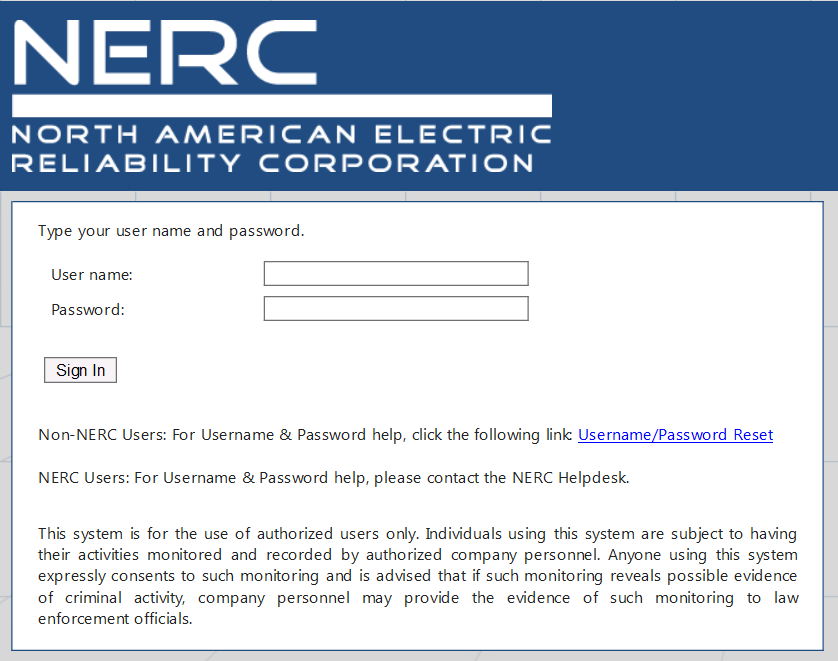 NERC
NORTH AMERICAN ELECTRIC
RELIABILITY CORPORATION
Type your user name and password.
User name:
Password:
Sign In
Non-NERC Users: For Username & Password help, click the following link: Username/Password Reset
NERC Users: For Username & Password help, please contact the NERC Helpdesk.
This system is for the use of authorized users only. Individuals using this system are subject to having
their activities monitored and recorded by authorized company personnel. Anyone using this system
expressly consents to such monitoring and is advised that if such monitoring reveals possible evidence
of criminal activity, company personnel may provide the evidence of such monitoring to law
enforcement officials.